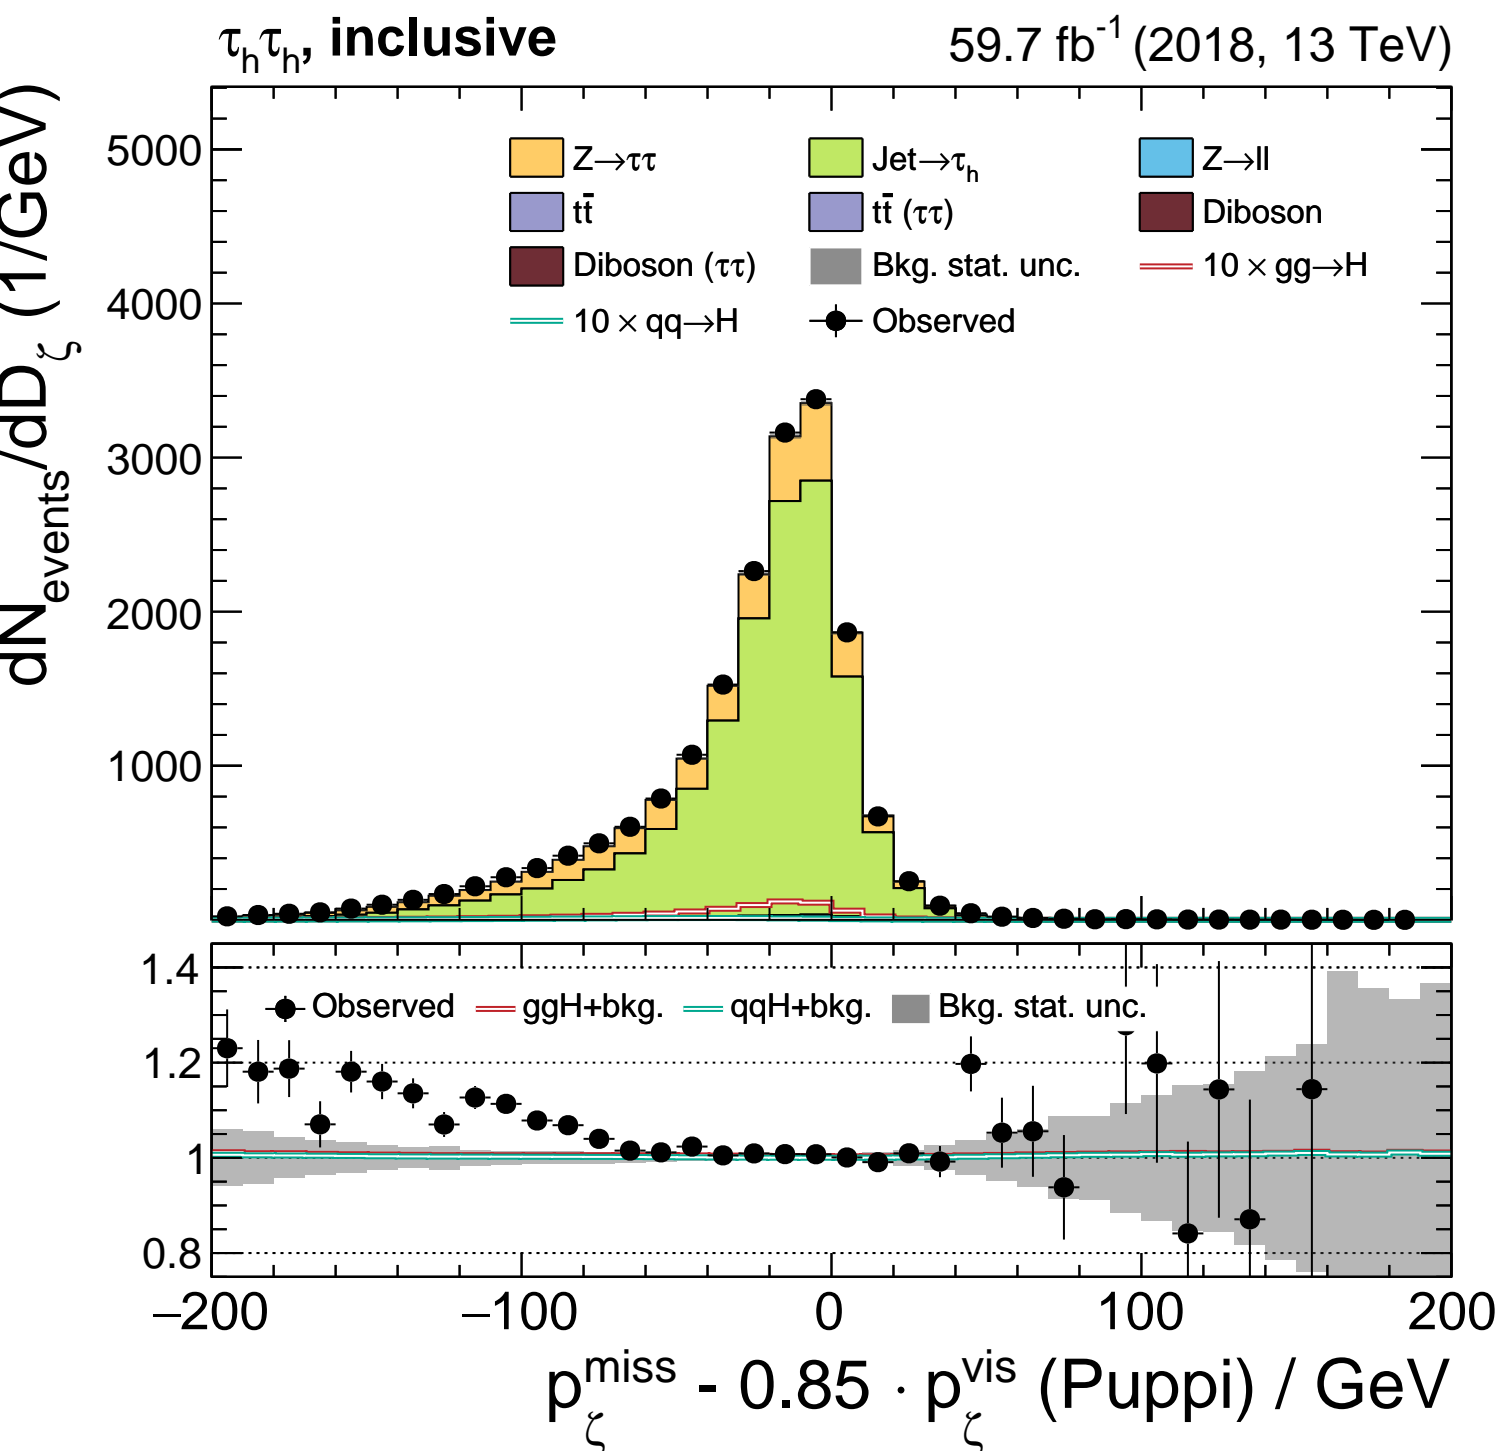 τhτh, inclusive
59.7 fb-1 (2018, 13 TeV)
dNevents/dDζ (1/GeV)
5000
4000
3000
2000
1000
Z→ττ Jet→τh Z→ll
tt̄ tt̄ (ττ) Diboson
Diboson (ττ) Bkg. stat. unc. 10 × gg→H
10 × qq→H Observed
1.4
1.2
1
0.8
Observed ggH+bkg. qqH+bkg. Bkg. stat. unc.
−200 −100 0 100 200
pζmiss - 0.85 · pζvis (Puppi) / GeV